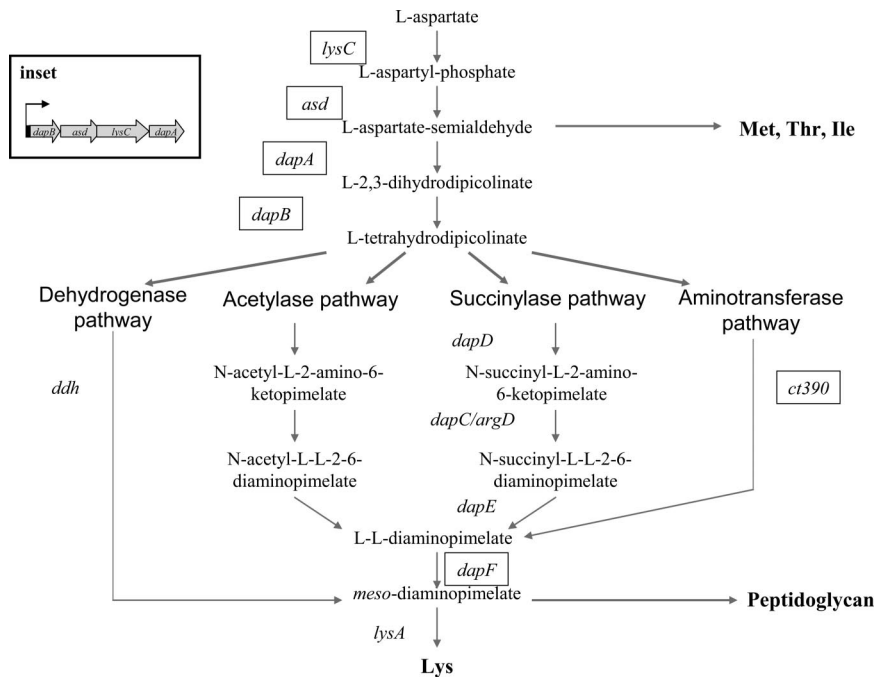 L-aspartate
lysC
inset
dapB asd lysC dapA
L-aspartyl-phosphate
asd
L-aspartate-semialdehyde
Met, Thr, Ile
dapA
L-2,3-dihydrodipicolinate
dapB
L-tetrahydrodipicolinate
Dehydrogenase
pathway
Acetylase pathway
Succinylase pathway
Aminotransferase
pathway
dapD
ddh
N-acetyl-L-2-amino-6-
ketopimelate
N-succinyl-L-2-amino-
6-ketopimelate
ct390
dapC/argD
N-acetyl-L-L-2-6-
diaminopimelate
N-succinyl-L-L-2-6-
diaminopimelate
dapE
L-L-diaminopimelate
dapF
meso-diaminopimelate
Peptidoglycan
lysA
Lys